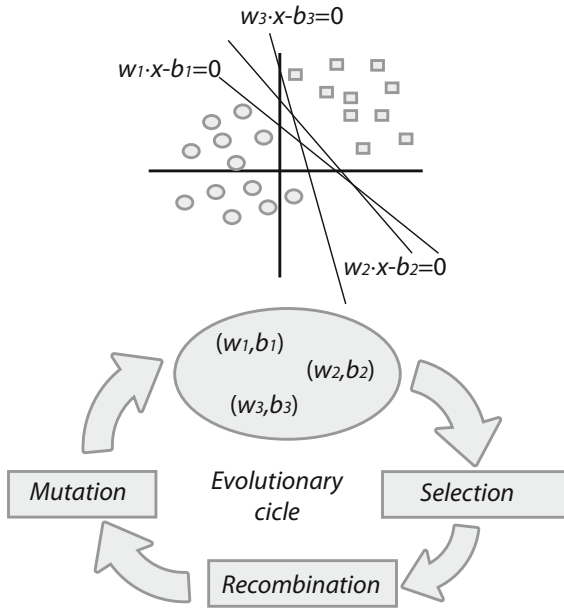 w3·x-b3=0
w1·x-b1=0
w2·x-b2=0
(w1,b1)
(w2,b2)
(w3,b3)
Mutation
Evolutionary
cicle
Selection
Recombination